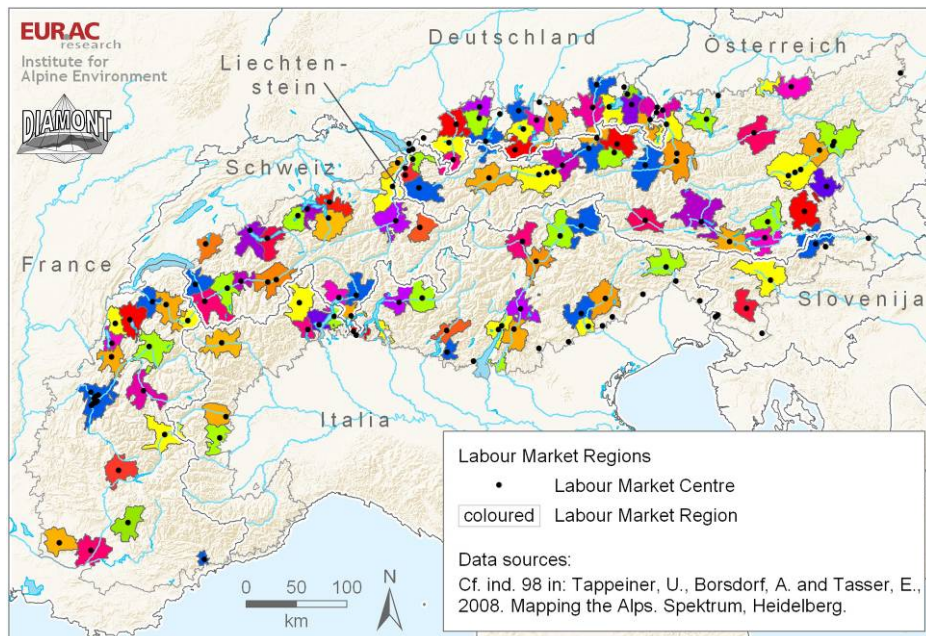 EURAC
research
Institute for
Alpine Environment
DIAMONT
Deutschland
Österreich
Liechten-
stein
Schweiz
France
Slovenija
Italia
Labour Market Regions
Labour Market Centre
coloured Labour Market Region
Data sources:
Cf. ind. 98 in: Tappeiner, U., Borsdorf, A. and Tasser, E.,
2008. Mapping the Alps. Spektrum, Heidelberg.
0 50 100
km
N